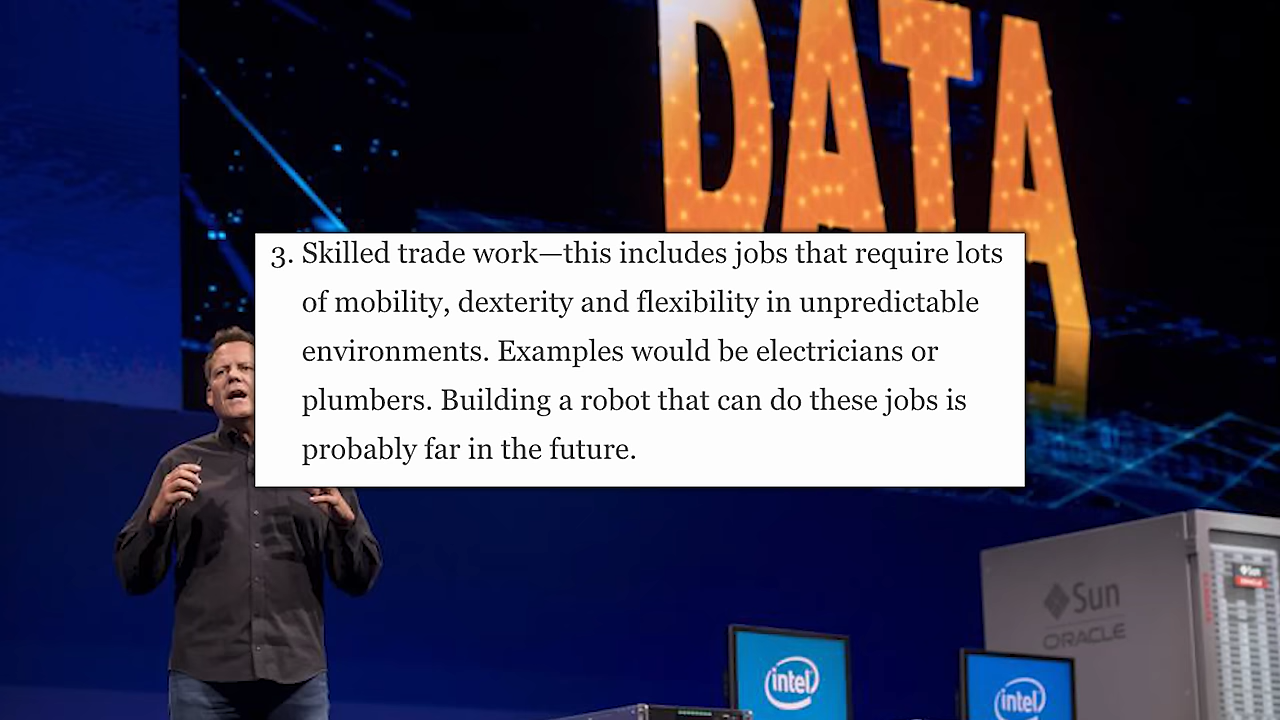 DATA
3. Skilled trade work—this includes jobs that require lots
of mobility, dexterity and flexibility in unpredictable
environments. Examples would be electricians or
plumbers. Building a robot that can do these jobs is
probably far in the future.
Sun
ORACLE
Sun
ORACLE
intel
intel